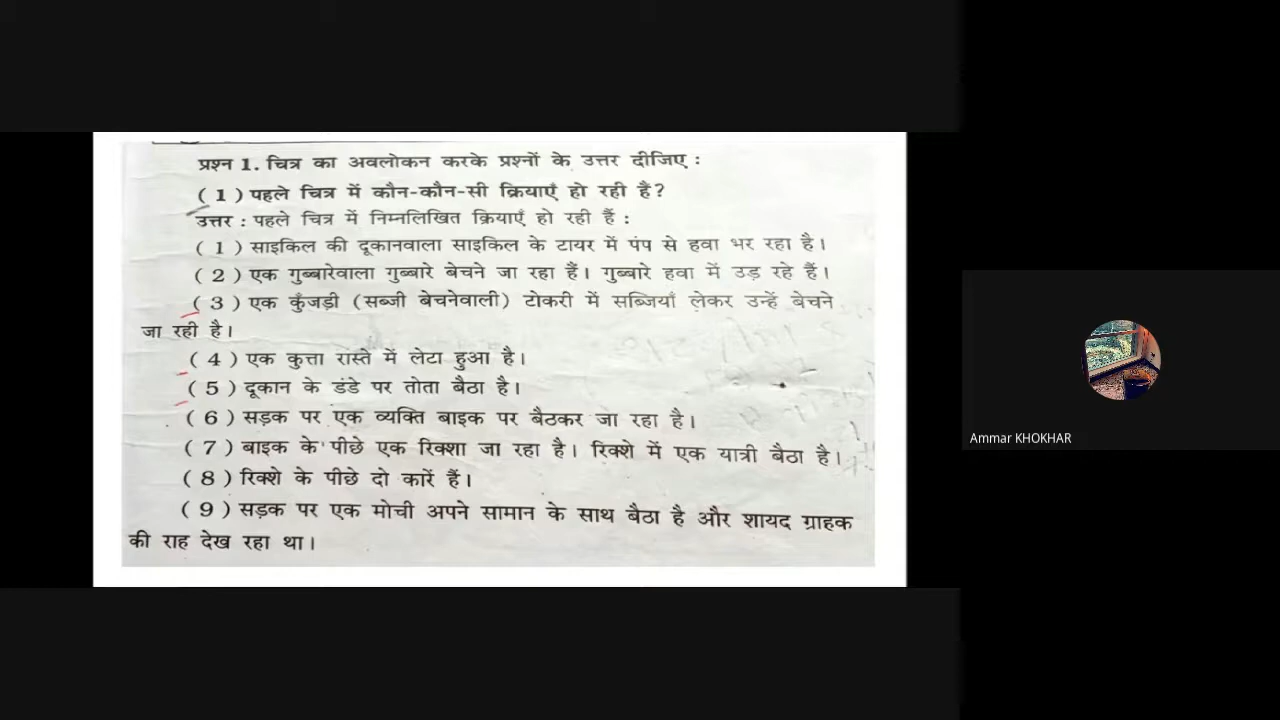 प्रश्न 1. चित्र का अवलोकन करके प्रश्नों के उत्तर दीजिए :
( 1 ) पहले चित्र में कौन-कौन-सी क्रियाएँ हो रही है?
उत्तर : पहले चित्र में निम्नलिखित क्रियाएँ हो रही हैं :
( 1 ) साइकिल की दूकानवाला साइकिल के टायर में पंप से हवा भर रहा है।
( 2 ) एक गुब्बारेवाला गुब्बारे बेचने जा रहा हैं। गुब्बारे हवा में उड़ रहे हैं।
( 3 ) एक कुँजड़ी (सब्जी बेचनेवाली) टोकरी में सब्जियाँ लेकर उन्हें बेचने
जा रही है।
( 4 ) एक कुत्ता रास्ते में लेटा हुआ है।
( 5 ) दूकान के डंडे पर तोता बैठा है।
( 6 ) सड़क पर एक व्यक्ति बाइक पर बैठकर जा रहा है।
( 7 ) बाइक के पीछे एक रिक्शा जा रहा है। रिक्शे में एक यात्री बैठा है।
( 8 ) रिक्शे के पीछे दो कारें हैं।
( 9 ) सड़क पर एक मोची अपने सामान के साथ बैठा है और शायद ग्राहक
की राह देख रहा था।
Ammar KHOKHAR